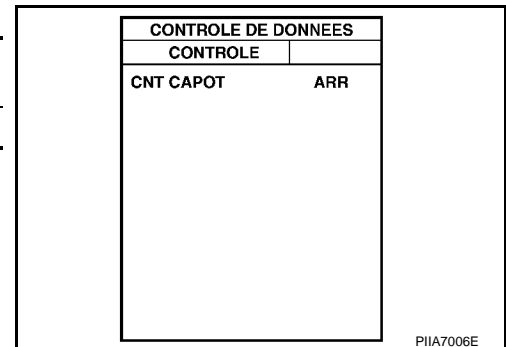 CONTROLE DE DONNEES
CONTROLE
CNT CAPOT ARR
PIIA7006E